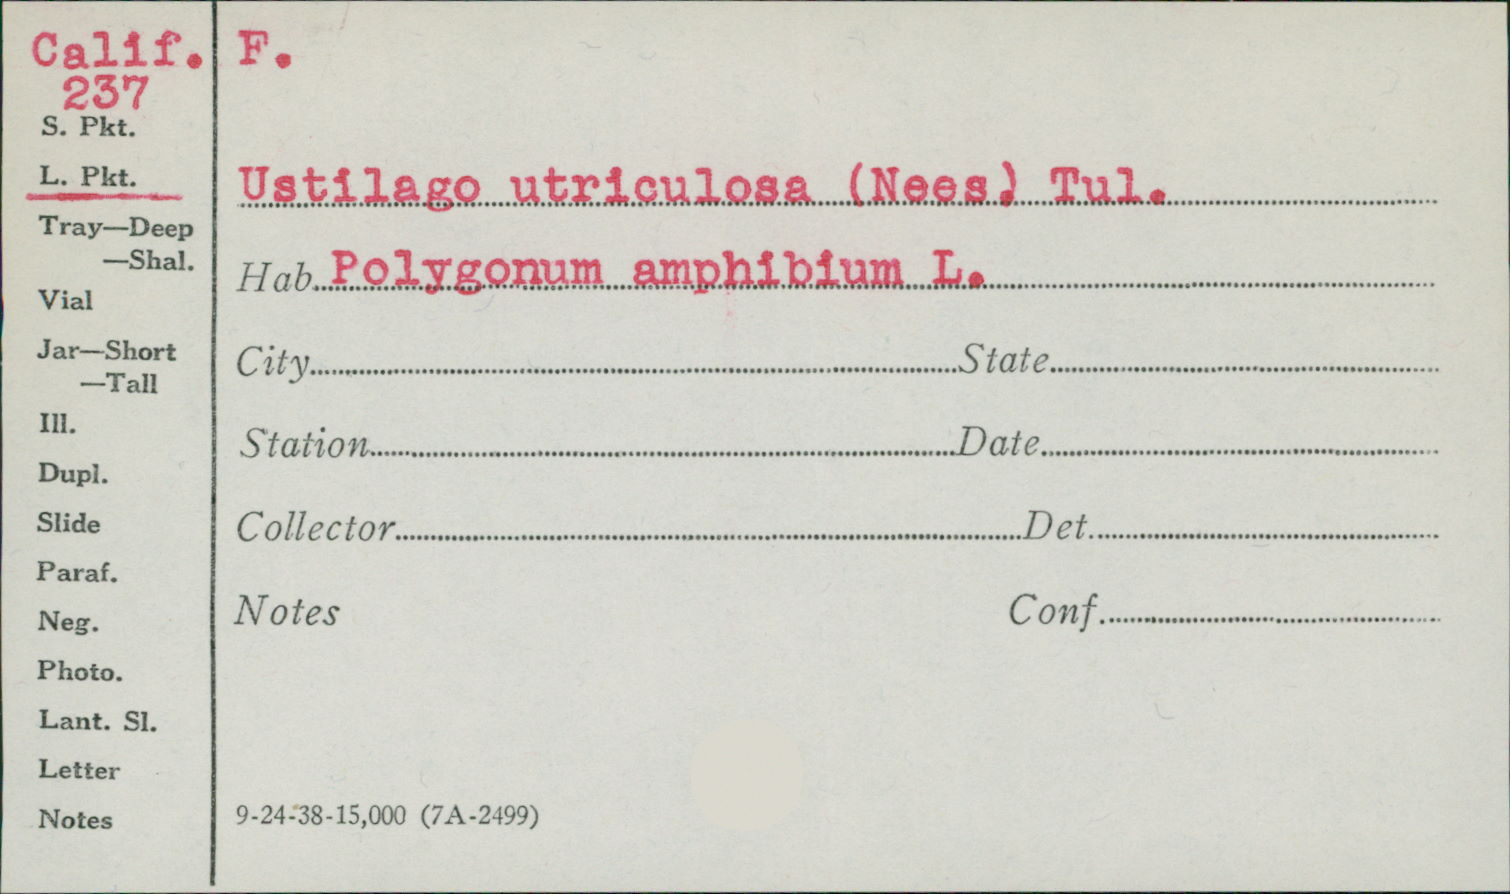 Calif. F.
237
S. Pkt.
L. Pkt.
Ustilago utriculosa (Nees) Tul.
Tray—Deep
—Shal.
Hab. Polygonum amphibium L.
Vial
Jar—Short
—Tall
City State
Ill.
Station Date
Dupl.
Slide
Collector Det.
Paraf.
Neg.
Notes Conf.
Photo.
Lant. Sl.
Letter
Notes
9-24-38-15,000 (7A-2499)